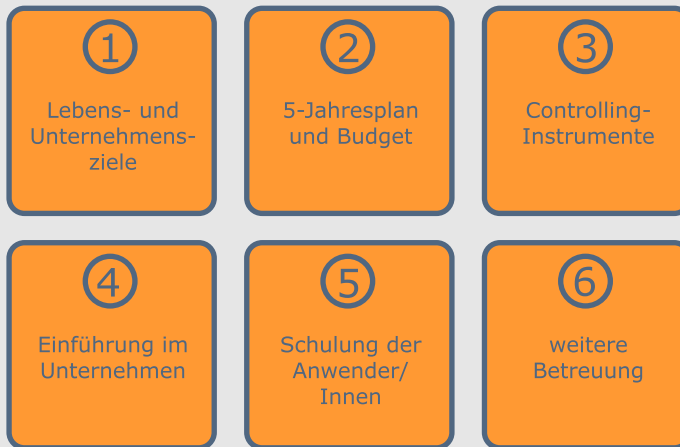 1
Lebens- und
Unternehmens-
ziele
2
5-Jahresplan
und Budget
3
Controlling-
Instrumente
4
Einführung im
Unternehmen
5
Schulung der
Anwender/
Innen
6
weitere
Betreuung